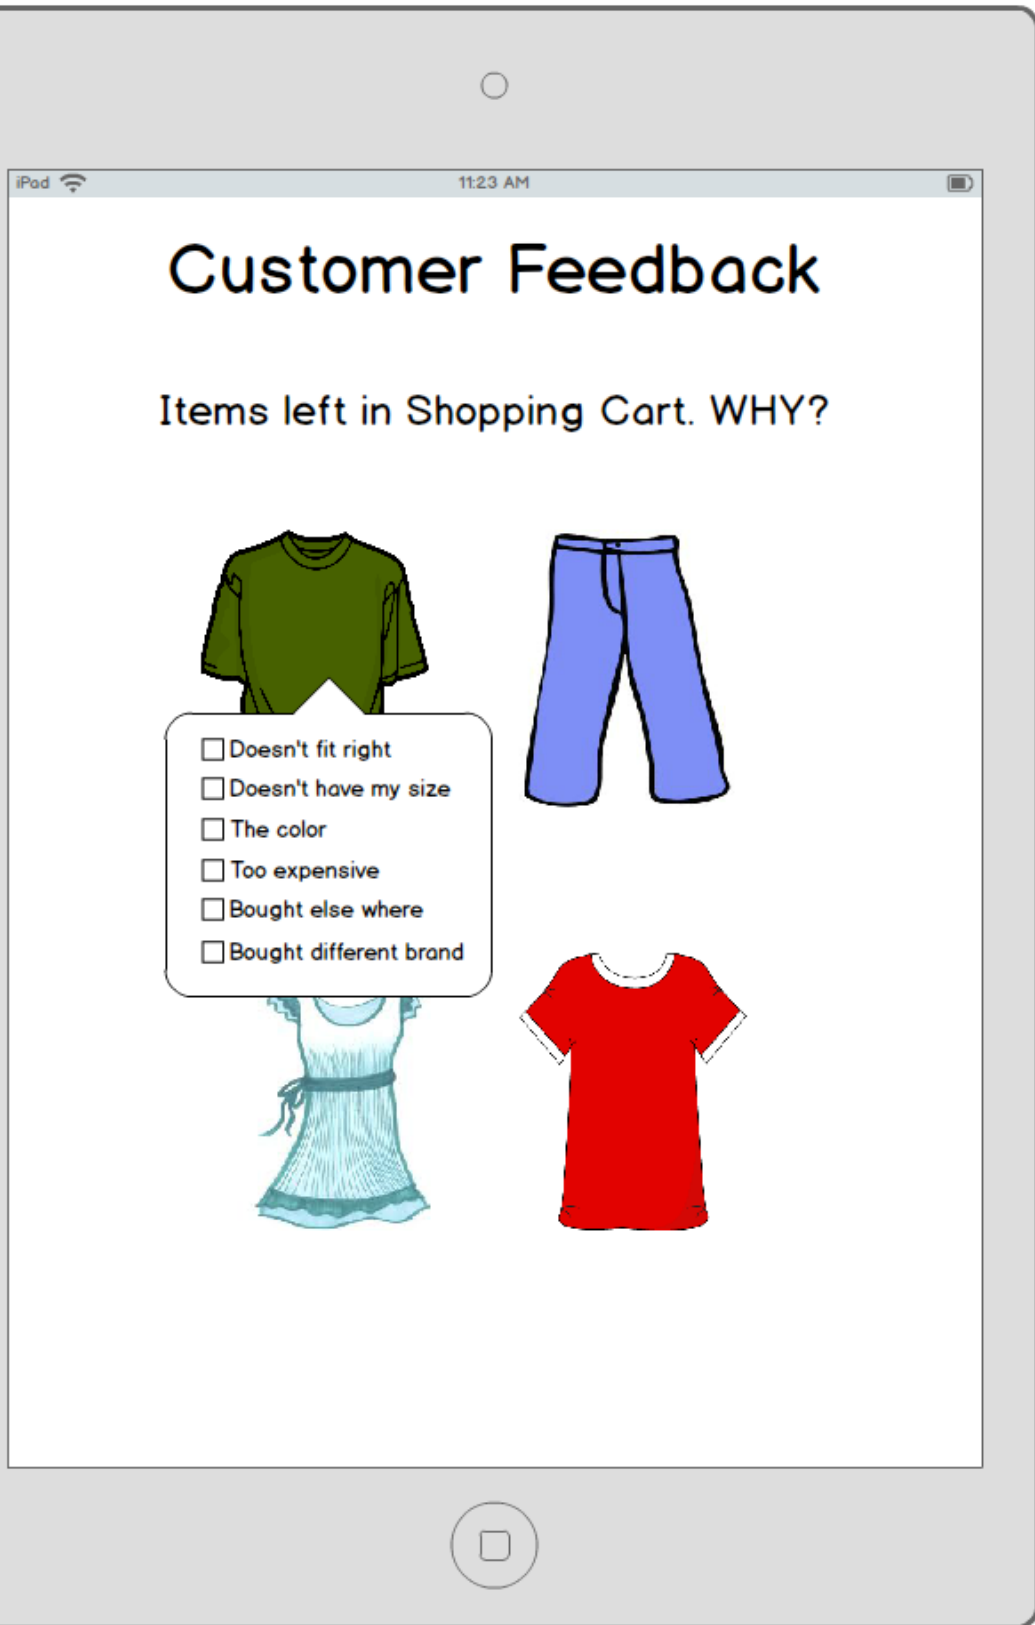 iPad
11:23 AM
Customer Feedback
Items left in Shopping Cart. WHY?
Doesn't fit right
Doesn't have my size
The color
Too expensive
Bought else where
Bought different brand